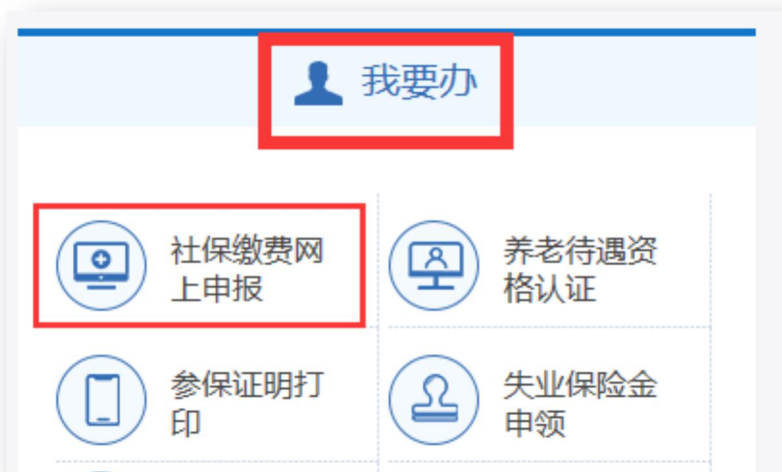 我要办
社保缴费网
上申报
养老待遇资
格认证
参保证明打
印
失业保险金
申领